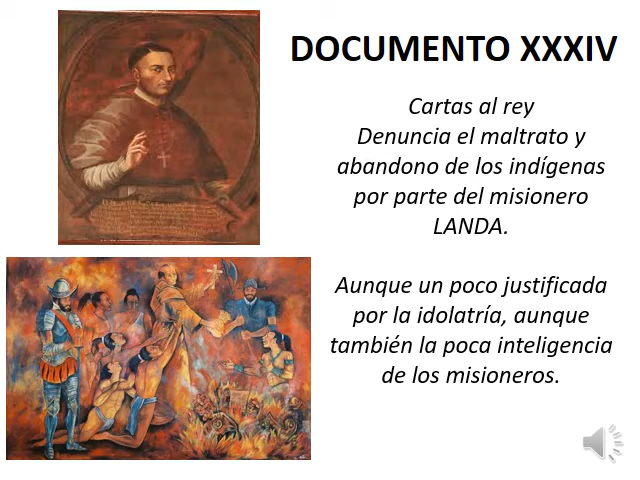 DOCUMENTO XXXIV
Cartas al rey
Denuncia el maltrato y
abandono de los indígenas
por parte del misionero
LANDA.
Aunque un poco justificada
por la idolatría, aunque
también la poca inteligencia
de los misioneros.